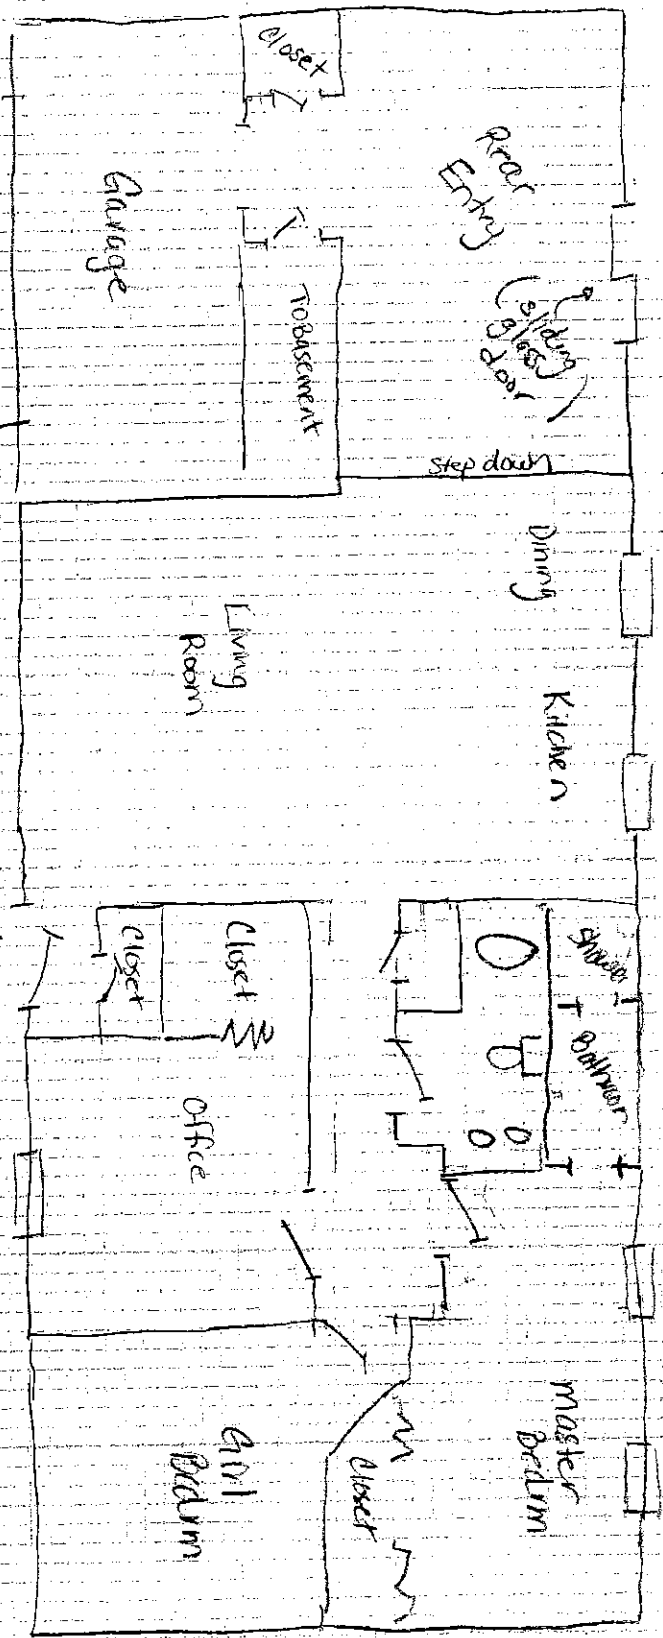 Closet
Rear
Entry
Garage
To Basement
(sliding
glass
door)
Step down
Dining
Living
Room
Kitchen
Closet
Closet
Shower
Bathroom
Office
Master
Bedrm
Girl
Bedrm
Closet